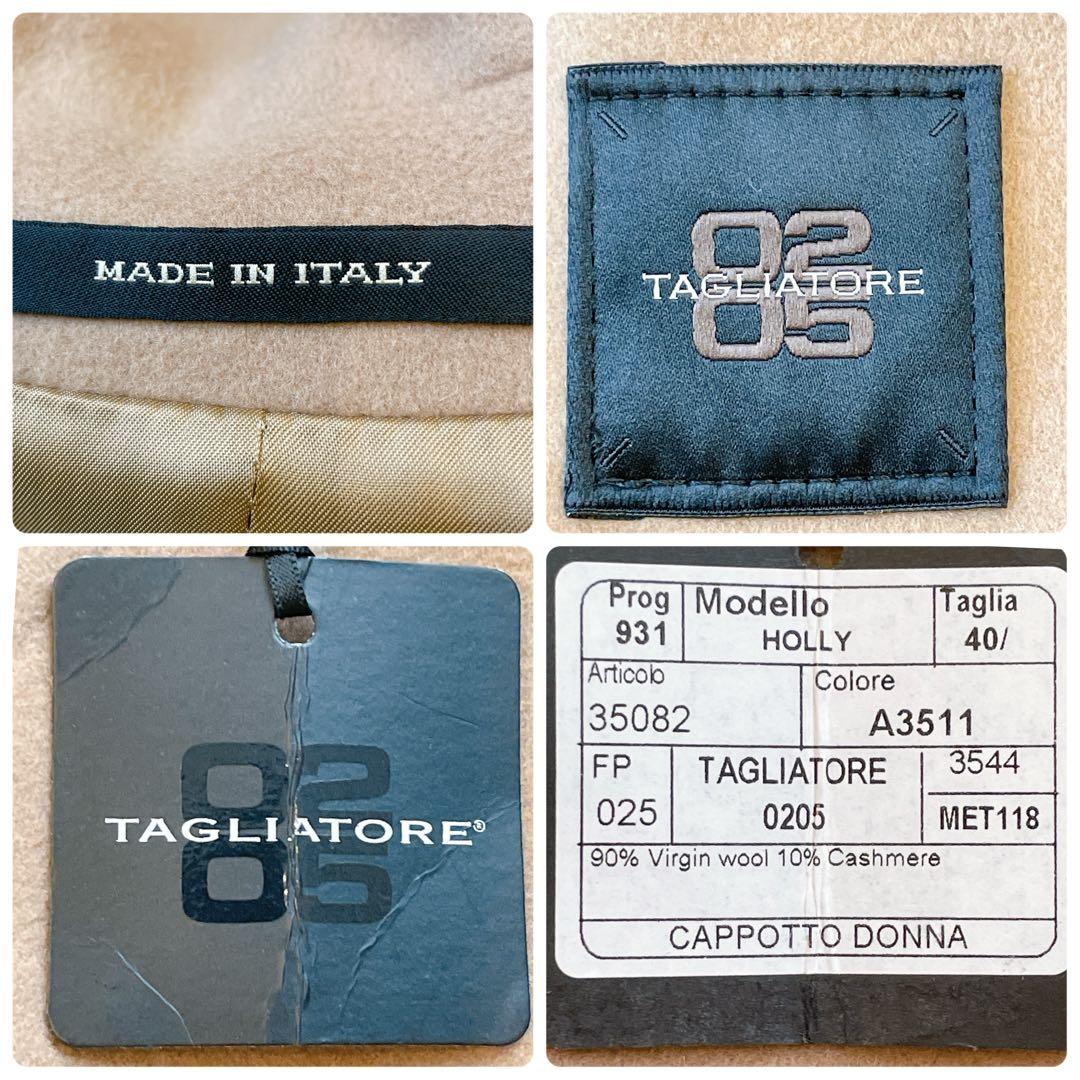 MADE IN ITALY
02
TAGLIATORE
05
02
TAGLIATORE®
05
Prog Modello Taglia
931 HOLLY 40/
Articolo Colore
35082 A3511
FP TAGLIATORE 3544
025 0205 MET118
90% Virgin wool 10% Cashmere
CAPPOTTO DONNA